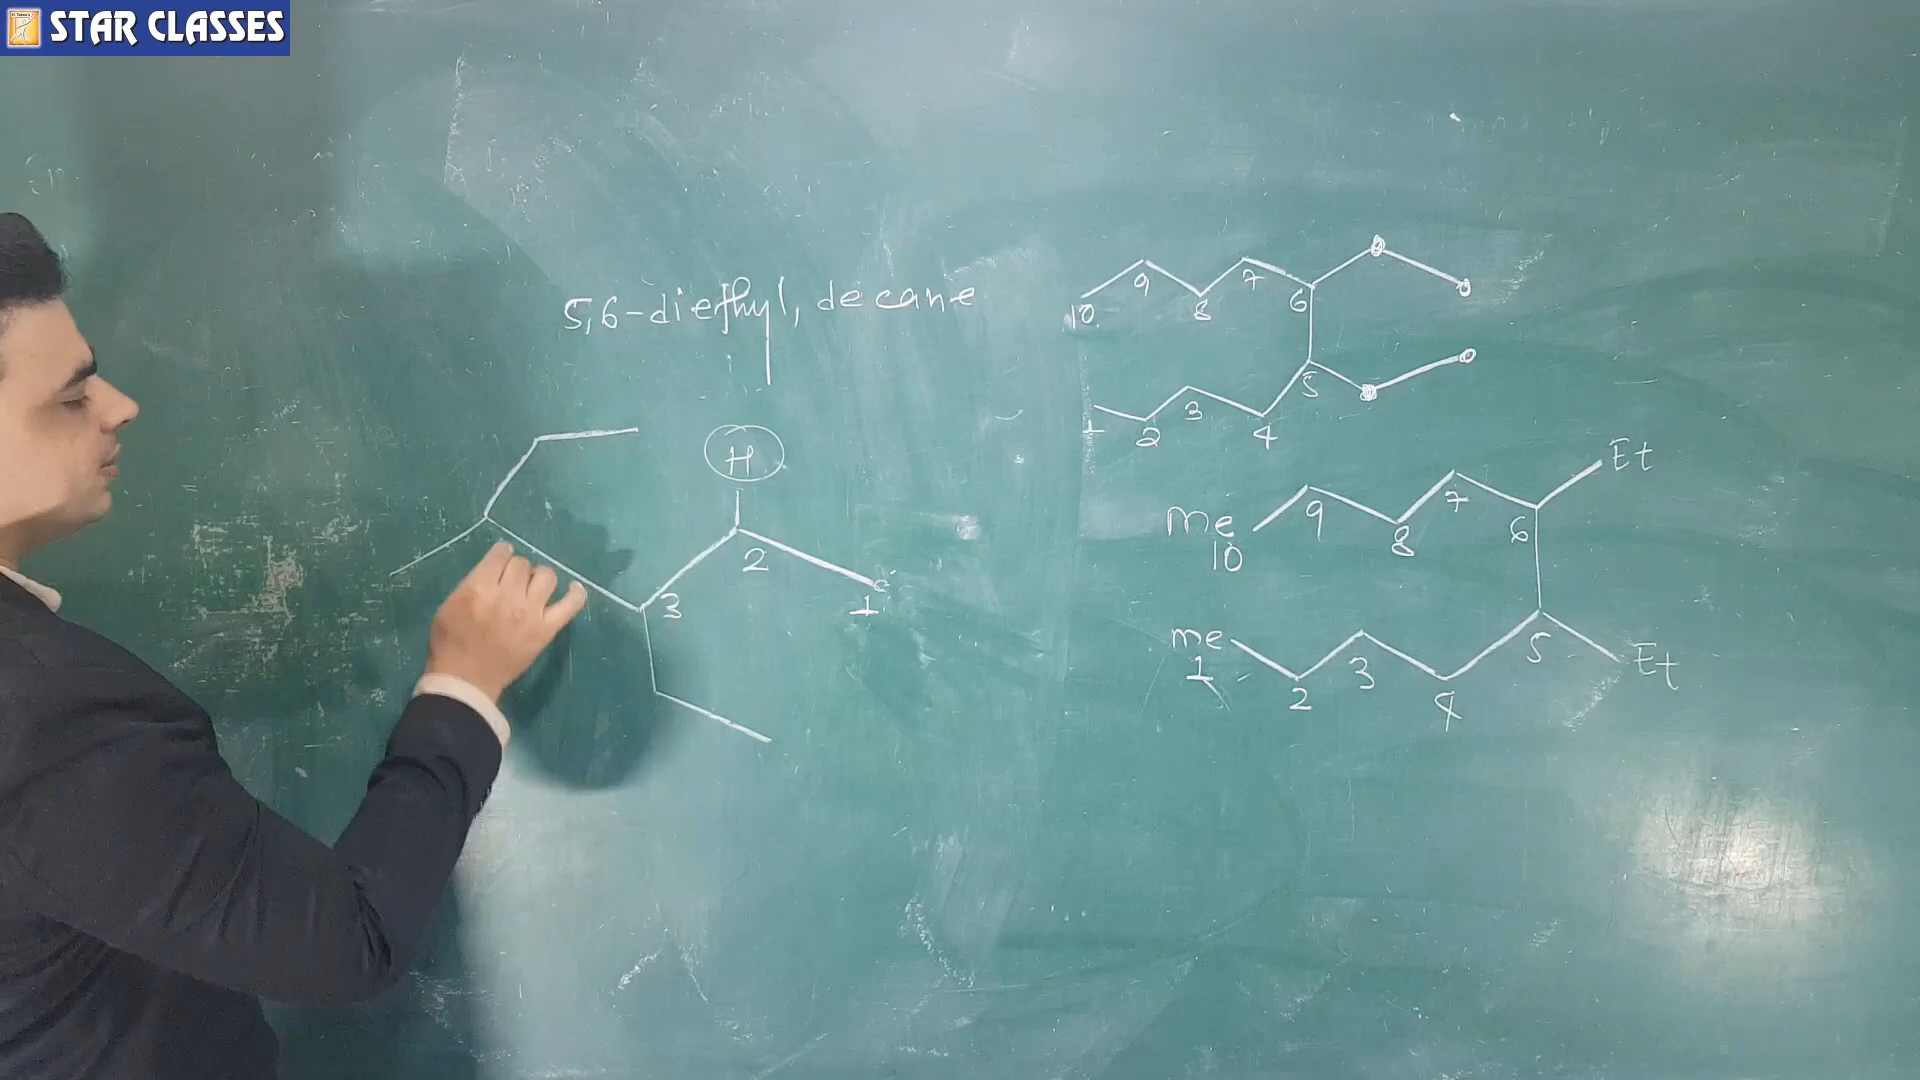 STAR CLASSES
5,6-diethyl, decane
H
2
3
1
10 9 8 7 6
1 2 3 4 5
Et
Me 9 8 7 6
10
Me 3 5 Et
1 2 4